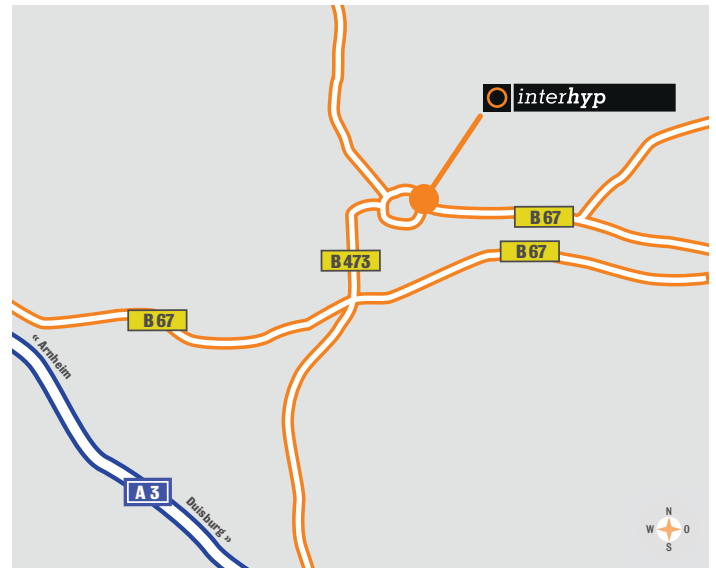 interhyp
B 67
B 473
B 67
B 67
« Arnheim
A 3
Duisburg »
N
W O
S